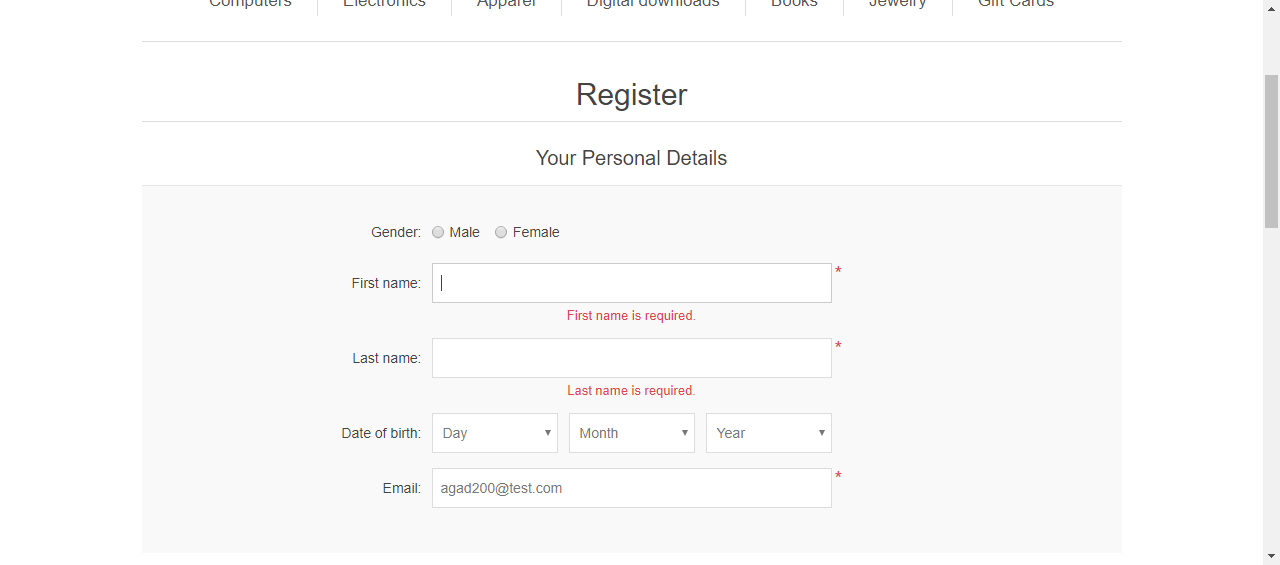 Computers Electronics Apparel Digital downloads Books Jewelry Gift Cards
Register
Your Personal Details
Gender: Male Female
First name: *
First name is required.
Last name: *
Last name is required.
Date of birth: Day Month Year
Email: agad200@test.com *